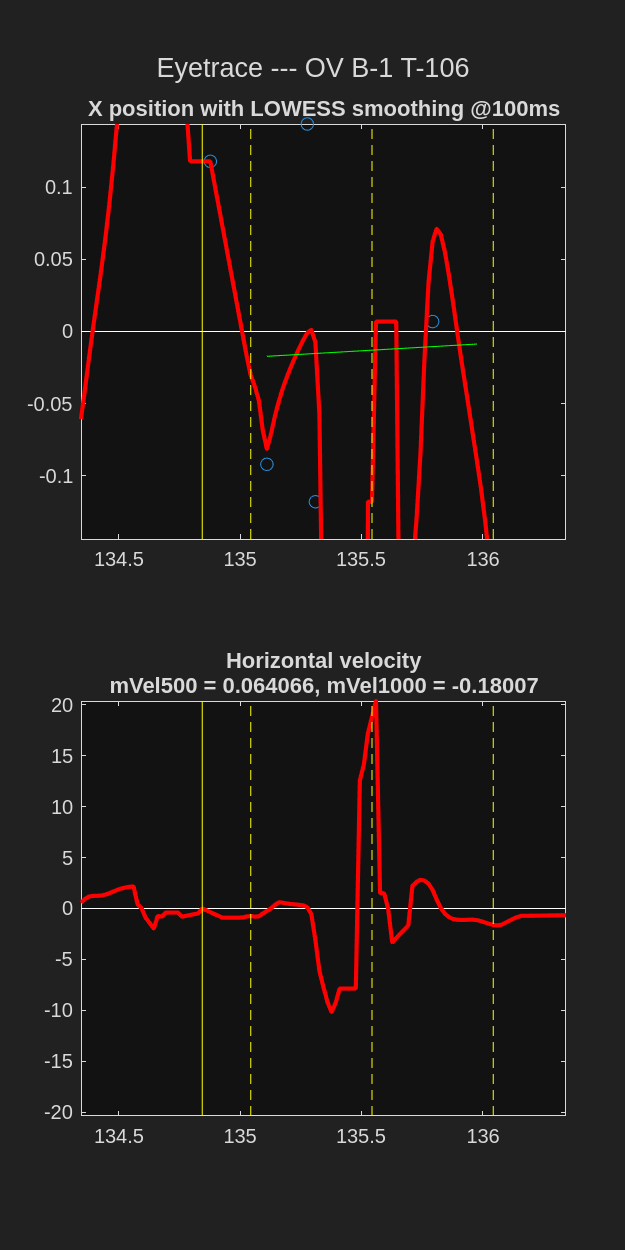 Eyetrace --- OV B-1 T-106
X position with LOWESS smoothing @100ms
0.1
0.05
0
-0.05
-0.1
134.5 135 135.5 136
Horizontal velocity
mVel500 = 0.064066, mVel1000 = -0.18007
20
15
10
5
0
-5
-10
-15
-20
134.5 135 135.5 136